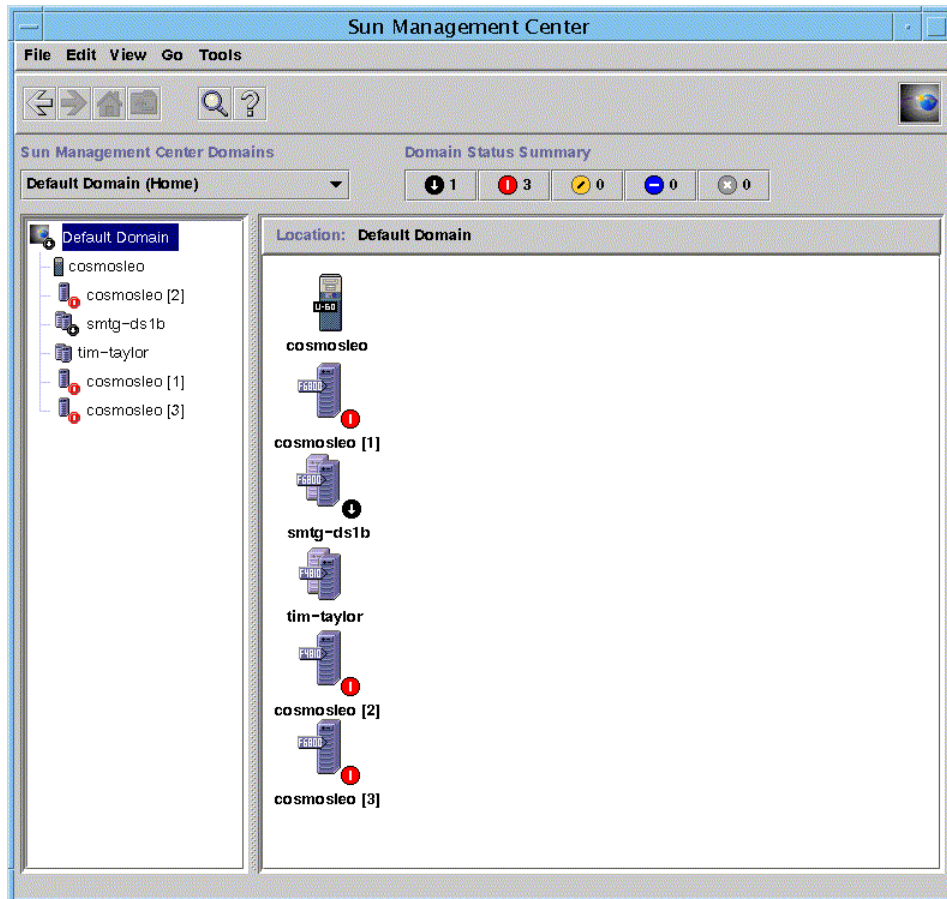 Sun Management Center
File Edit View Go Tools
Sun Management Center Domains
Domain Status Summary
Default Domain (Home)
1 3 0 0 0
Default Domain
cosmosleo
cosmosleo [2]
smtg-ds1b
tim-taylor
cosmosleo [1]
cosmosleo [3]
Location: Default Domain
U-60
cosmosleo
F6800
cosmosleo [1]
F6800
smtg-ds1b
F4810
tim-taylor
F4810
cosmosleo [2]
F6800
cosmosleo [3]